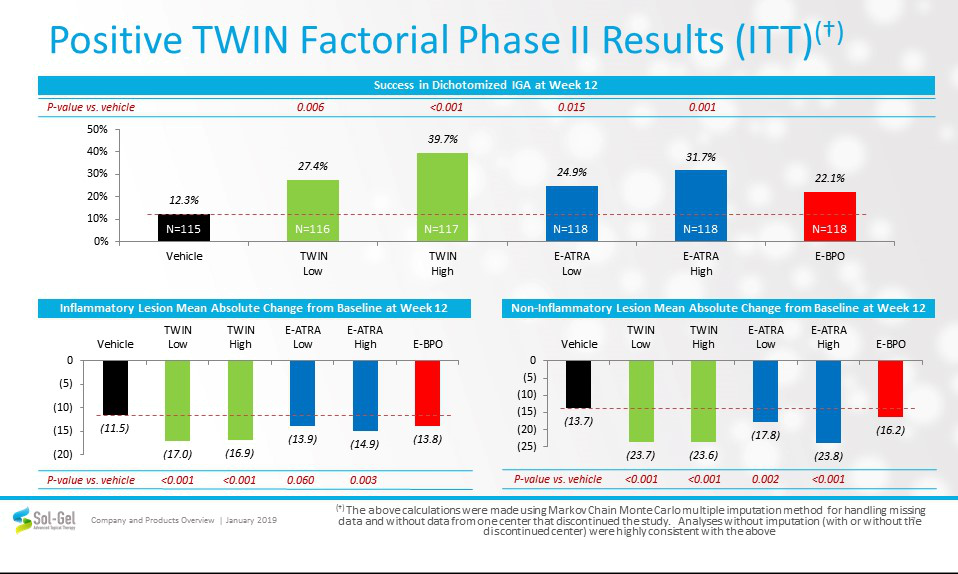 Positive TWIN Factorial Phase II Results (ITT)(†)
Success in Dichotomized IGA at Week 12
P-value vs. vehicle 0.006 <0.001 0.015 0.001
50%
40%
30%
20%
10%
0%
12.3% 27.4% 39.7% 24.9% 31.7% 22.1%
N=115 N=116 N=117 N=118 N=118 N=118
Vehicle TWIN TWIN E-ATRA E-ATRA E-BPO
Low High Low High
Inflammatory Lesion Mean Absolute Change from Baseline at Week 12
TWIN TWIN E-ATRA E-ATRA
Vehicle Low High Low High E-BPO
0
(5)
(10)
(15)
(20)
(11.5) (17.0) (16.9) (13.9) (14.9) (13.8)
P-value vs. vehicle <0.001 <0.001 0.060 0.003
Non-Inflammatory Lesion Mean Absolute Change from Baseline at Week 12
TWIN TWIN E-ATRA E-ATRA
Vehicle Low High Low High E-BPO
0
(5)
(10)
(15)
(20)
(25)
(13.7) (23.7) (23.6) (17.8) (23.8) (16.2)
P-value vs. vehicle <0.001 <0.001 0.002 <0.001
Sol-Gel
Advanced Topical Therapy
Company and Products Overview | January 2019
(†) The above calculations were made using Markov Chain Monte Carlo multiple imputation method for handling missing
data and without data from one center that discontinued the study. Analyses without imputation (with or without the
discontinued center) were highly consistent with the above